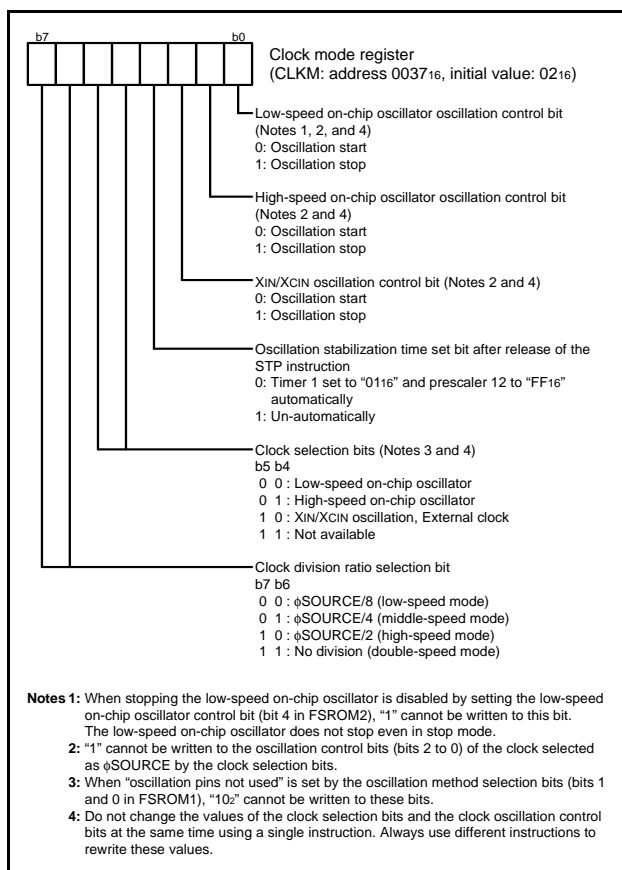 b7 b0
Clock mode register
(CLKM: address 003716, initial value: 0216)
Low-speed on-chip oscillator oscillation control bit
(Notes 1, 2, and 4)
0: Oscillation start
1: Oscillation stop
High-speed on-chip oscillator oscillation control bit
(Notes 2 and 4)
0: Oscillation start
1: Oscillation stop
XIN/XCIN oscillation control bit (Notes 2 and 4)
0: Oscillation start
1: Oscillation stop
Oscillation stabilization time set bit after release of the
STP instruction
0: Timer 1 set to “0116” and prescaler 12 to “FF16”
automatically
1: Un-automatically
Clock selection bits (Notes 3 and 4)
b5 b4
0 0 : Low-speed on-chip oscillator
0 1 : High-speed on-chip oscillator
1 0 : XIN/XCIN oscillation, External clock
1 1 : Not available
Clock division ratio selection bit
b7 b6
0 0 : ϕSOURCE/8 (low-speed mode)
0 1 : ϕSOURCE/4 (middle-speed mode)
1 0 : ϕSOURCE/2 (high-speed mode)
1 1 : No division (double-speed mode)
Notes 1: When stopping the low-speed on-chip oscillator is disabled by setting the low-speed
on-chip oscillator control bit (bit 4 in FSROM2), “1” cannot be written to this bit.
The low-speed on-chip oscillator does not stop even in stop mode.
2: “1” cannot be written to the oscillation control bits (bits 2 to 0) of the clock selected
as ϕSOURCE by the clock selection bits.
3: When “oscillation pins not used” is set by the oscillation method selection bits (bits 1
and 0 in FSROM1), “102” cannot be written to these bits.
4: Do not change the values of the clock selection bits and the clock oscillation control
bits at the same time using a single instruction. Always use different instructions to
rewrite these values.